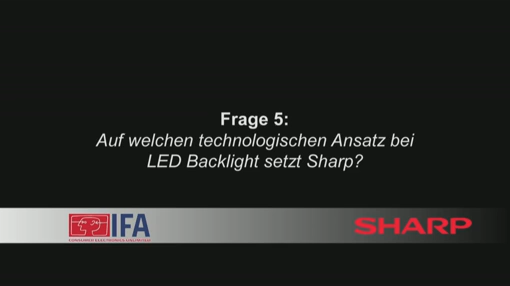 Frage 5:
Auf welchen technologischen Ansatz bei
LED Backlight setzt Sharp?
IFA
SHARP